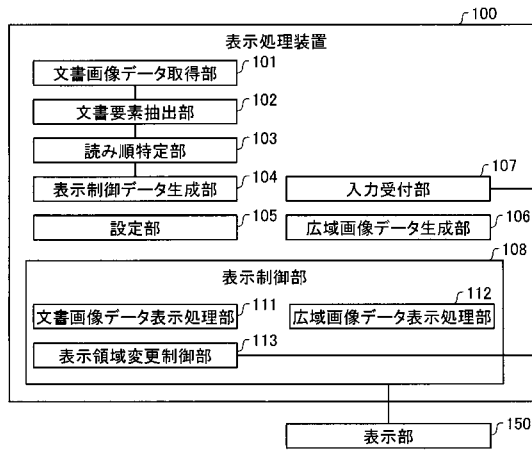 100
表示処理装置
101
文書画像データ取得部
102
文書要素抽出部
103
読み順特定部
104
表示制御データ生成部
107
入力受付部
105
設定部
106
広域画像データ生成部
108
表示制御部
111
文書画像データ表示処理部
112
広域画像データ表示処理部
113
表示領域変更制御部
150
表示部